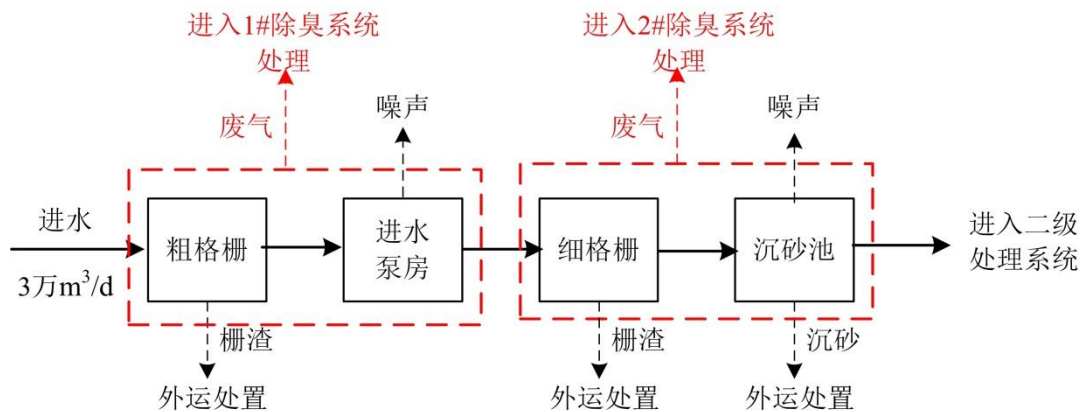 进入1#除臭系统
处理
进入2#除臭系统
处理
噪声
噪声
废气
废气
进水
3万m³/d
粗格栅
进水
泵房
细格栅
沉砂池
进入二级
处理系统
栅渣
栅渣
沉砂
外运处置
外运处置
外运处置